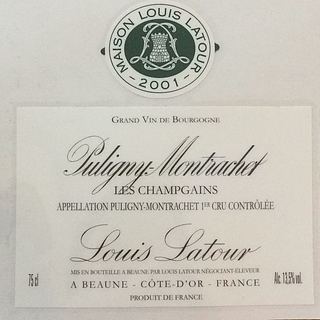 MAISON LOUIS LATOUR
- 2001 -
GRAND VIN DE BOURGOGNE
Puligny-Montrachet
LES CHAMPGAINS
APPELLATION PULIGNY-MONTRACHET 1ER CRU CONTRÔLÉE
Louis Latour
MIS EN BOUTEILLE A BEAUNE PAR LOUIS LATOUR NÉGOCIANT-ÉLEVEUR
75 cl
A BEAUNE - CÔTE-D'OR - FRANCE
Alc. 13,5% vol.
PRODUIT DE FRANCE